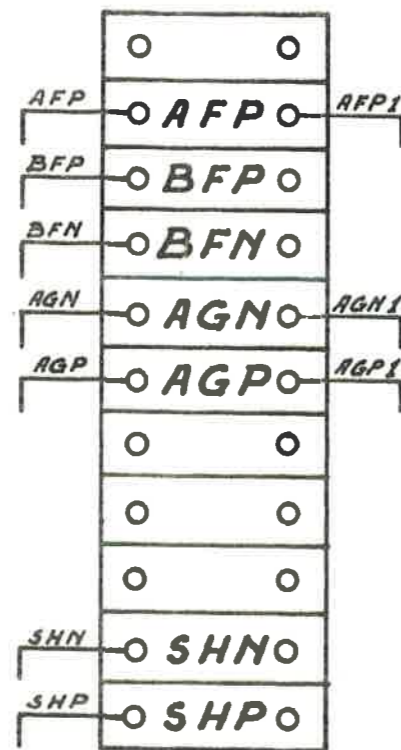 AFP AFP AFP1
BFP BFP
BFN BFN
AGN AGN AGN1
AGP AGP AGP1
SHN SHN
SHP SHP